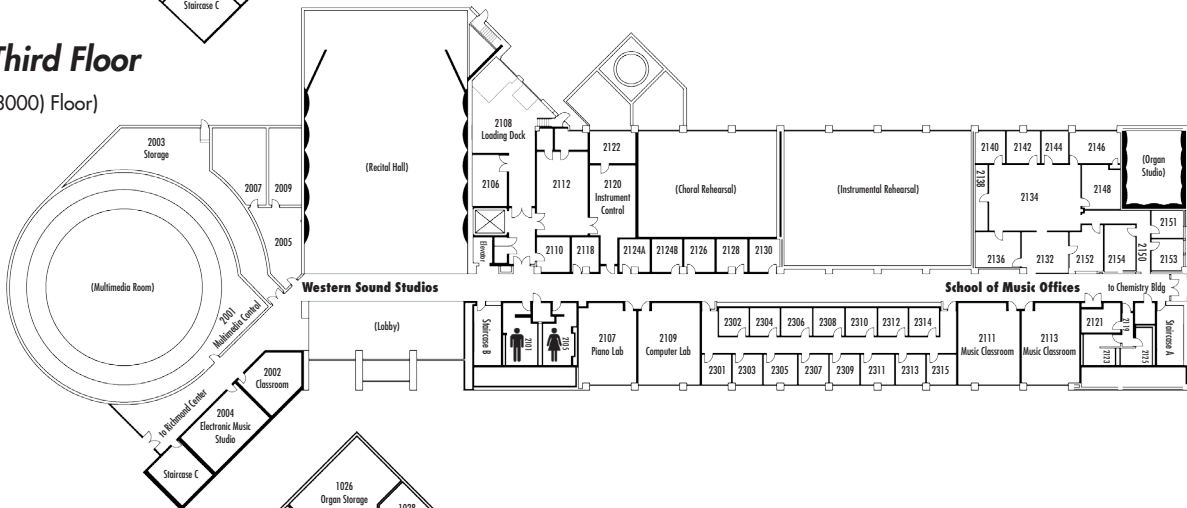 Staircase C
Third Floor
3000) Floor)
2003
Storage
2007
2009
2005
(Multimedia Room)
2001
Multimedia Control
to Richmond Center
2002
Classroom
2004
Electronic Music
Studio
Staircase C
(Recital Hall)
Western Sound Studios
(Lobby)
2108
Loading Dock
2106
Elevator
2112
2122
2120
Instrument
Control
2110
2118
2124A
2124B
2126
2128
2130
(Choral Rehearsal)
(Instrumental Rehearsal)
2140
2142
2144
2146
2138
2134
2148
(Organ
Studio)
2136
2132
2152
2154
2150
2151
2153
School of Music Offices
to Chemistry Bldg
Staircase B
2101
2105
2107
Piano Lab
2109
Computer Lab
2302
2304
2306
2308
2310
2312
2314
2301
2303
2305
2307
2309
2311
2313
2315
2111
Music Classroom
2113
Music Classroom
2121
2119
2123
2125
Staircase A
1026
Organ Storage
1028